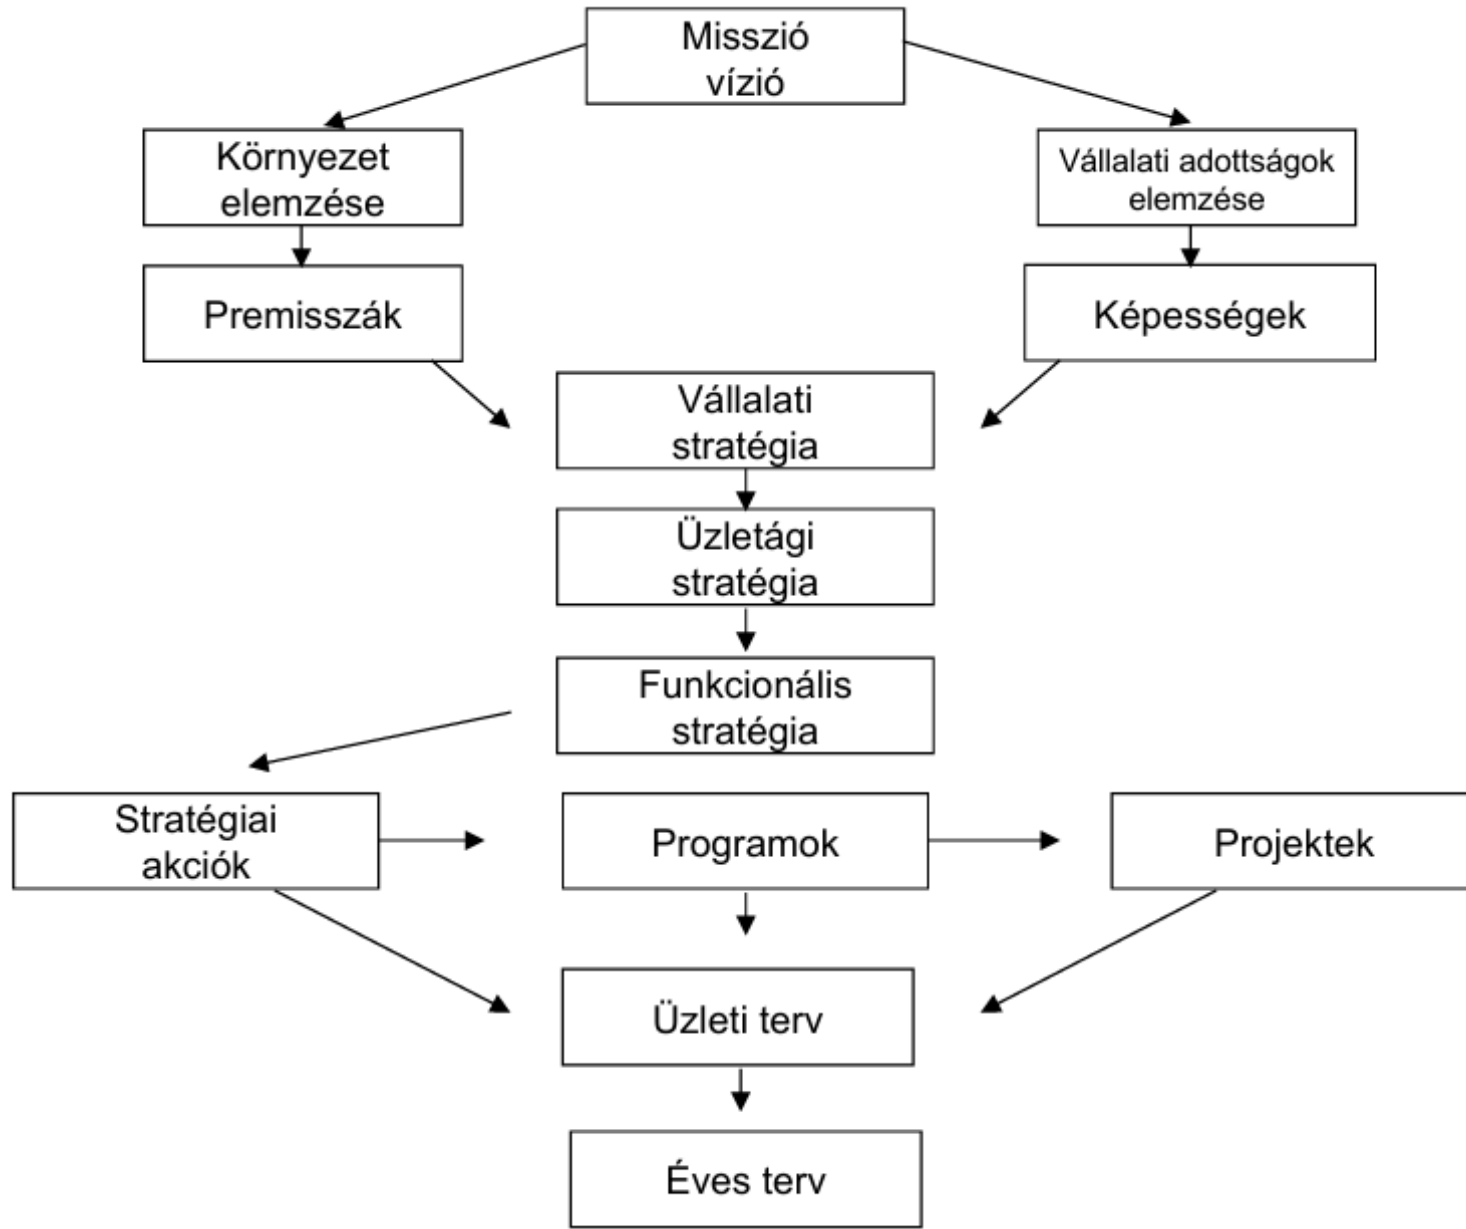 Misszió
vízió
Környezet
elemzése
Vállalati adottságok
elemzése
Premisszák
Képességek
Vállalati
stratégia
Üzletági
stratégia
Funkcionális
stratégia
Stratégiai
akciók
Programok
Projektek
Üzleti terv
Éves terv